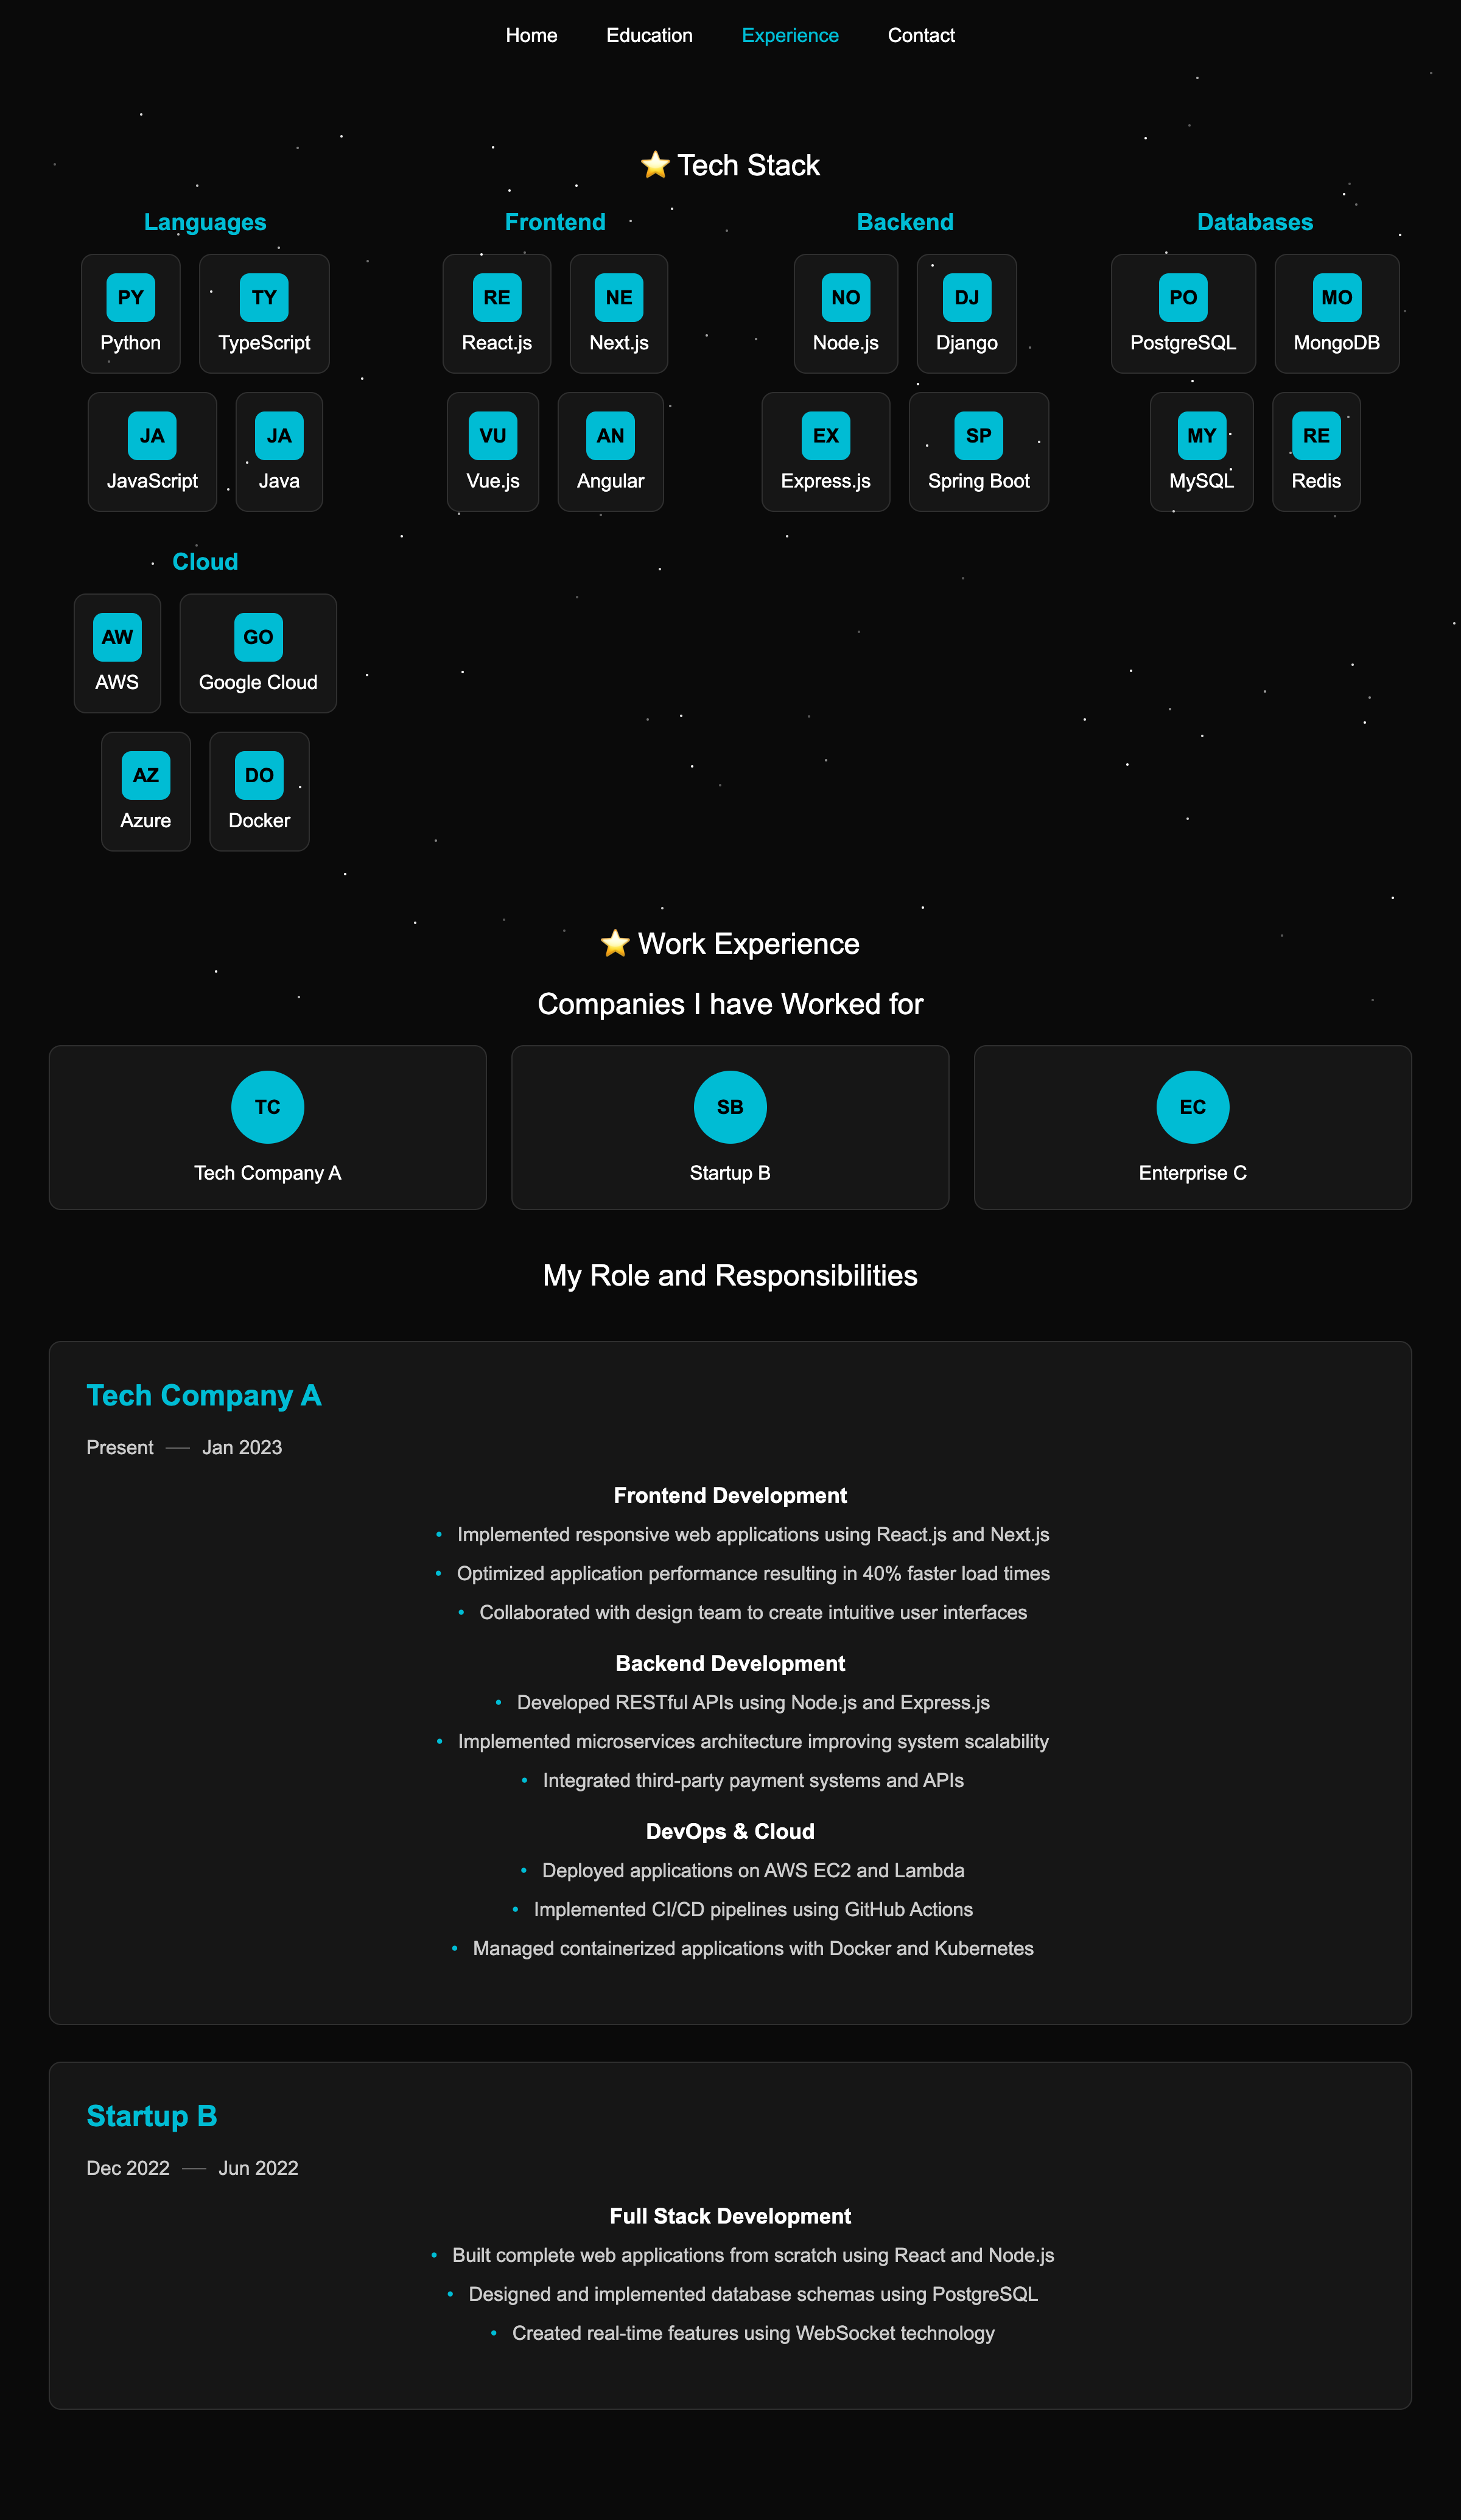 Home Education Experience Contact
⭐ Tech Stack
Languages
PY
Python
TY
TypeScript
JA
JavaScript
JA
Java
Frontend
RE
React.js
NE
Next.js
VU
Vue.js
AN
Angular
Backend
NO
Node.js
DJ
Django
EX
Express.js
SP
Spring Boot
Databases
PO
PostgreSQL
MO
MongoDB
MY
MySQL
RE
Redis
Cloud
AW
AWS
GO
Google Cloud
AZ
Azure
DO
Docker
⭐ Work Experience
Companies I have Worked for
TC
Tech Company A
SB
Startup B
EC
Enterprise C
My Role and Responsibilities
Tech Company A
Present — Jan 2023
Frontend Development
• Implemented responsive web applications using React.js and Next.js
• Optimized application performance resulting in 40% faster load times
• Collaborated with design team to create intuitive user interfaces
Backend Development
• Developed RESTful APIs using Node.js and Express.js
• Implemented microservices architecture improving system scalability
• Integrated third-party payment systems and APIs
DevOps & Cloud
• Deployed applications on AWS EC2 and Lambda
• Implemented CI/CD pipelines using GitHub Actions
• Managed containerized applications with Docker and Kubernetes
Startup B
Dec 2022 — Jun 2022
Full Stack Development
• Built complete web applications from scratch using React and Node.js
• Designed and implemented database schemas using PostgreSQL
• Created real-time features using WebSocket technology